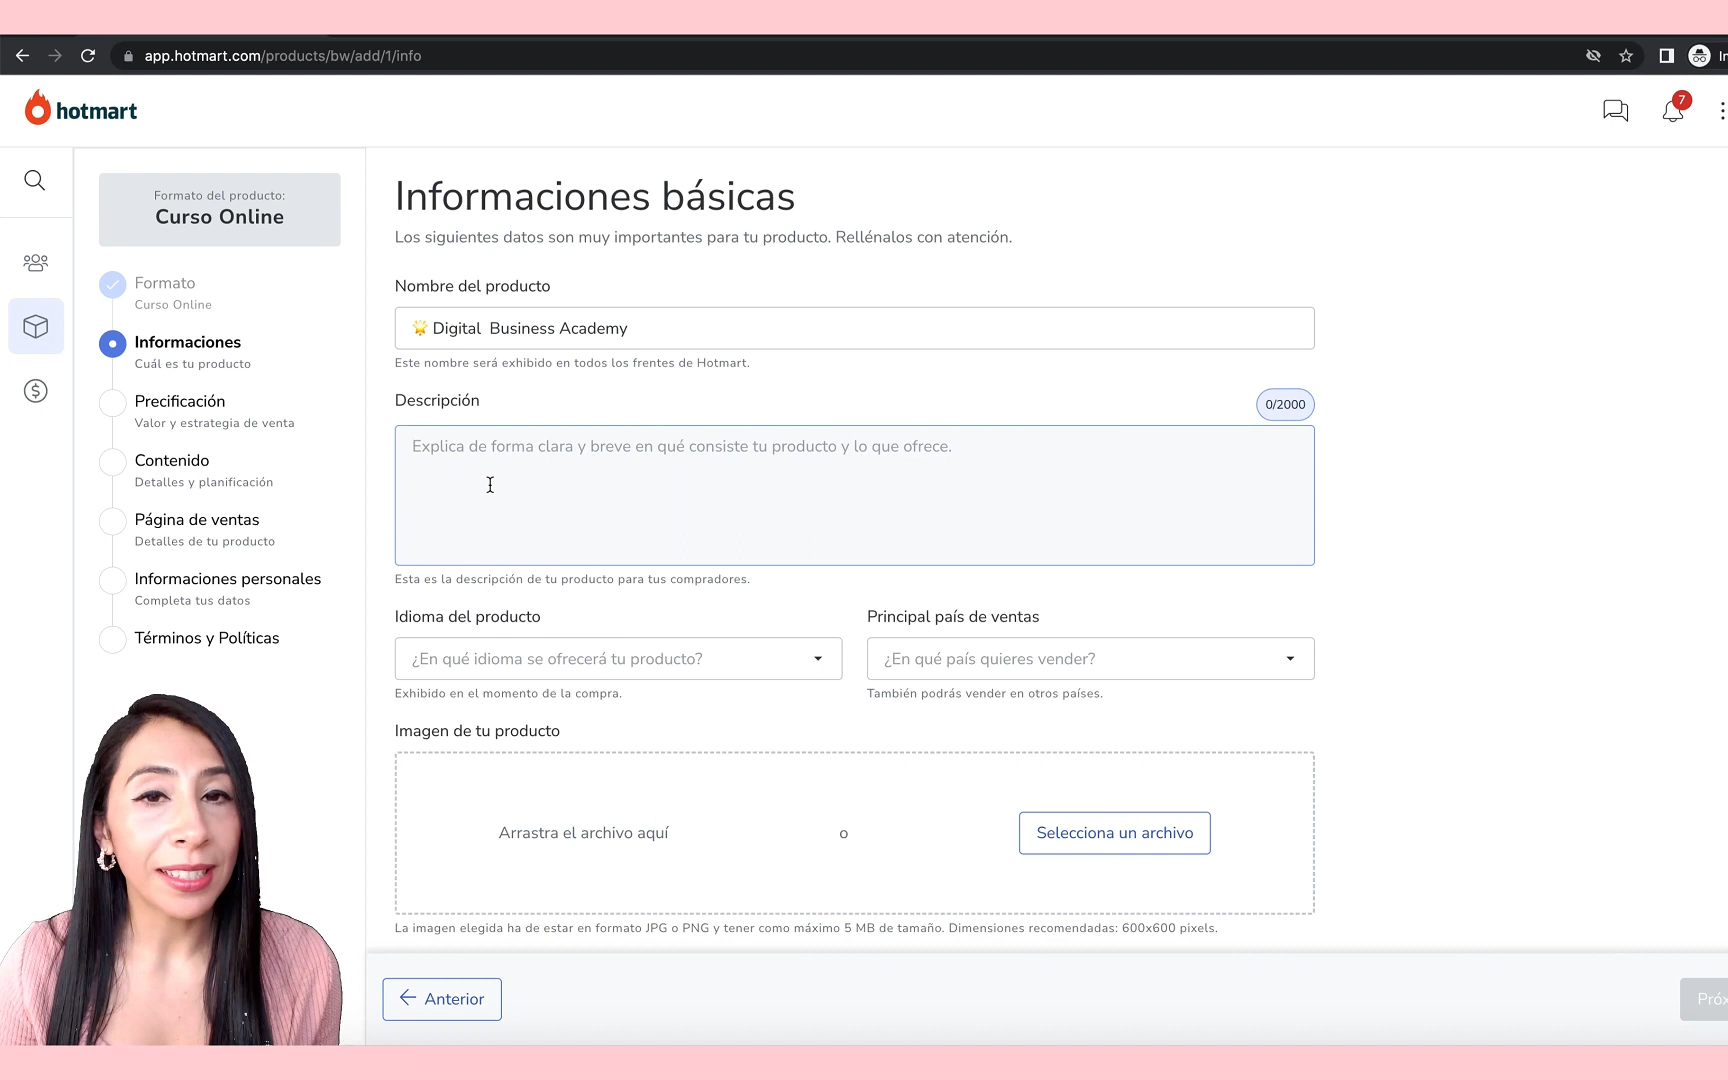 app.hotmart.com/products/bw/add/1/info
hotmart
7
Formato del producto:
Curso Online
Formato
Curso Online
Informaciones
Cuál es tu producto
Precificación
Valor y estrategia de venta
Contenido
Detalles y planificación
Página de ventas
Detalles de tu producto
Informaciones personales
Completa tus datos
Términos y Políticas
Informaciones básicas
Los siguientes datos son muy importantes para tu producto. Rellénalos con atención.
Nombre del producto
🌟 Digital  Business Academy
Este nombre será exhibido en todos los frentes de Hotmart.
Descripción
0/2000
Explica de forma clara y breve en qué consiste tu producto y lo que ofrece.
Esta es la descripción de tu producto para tus compradores.
Idioma del producto
¿En qué idioma se ofrecerá tu producto?
Exhibido en el momento de la compra.
Principal país de ventas
¿En qué país quieres vender?
También podrás vender en otros países.
Imagen de tu producto
Arrastra el archivo aquí
o
Selecciona un archivo
La imagen elegida ha de estar en formato JPG o PNG y tener como máximo 5 MB de tamaño. Dimensiones recomendadas: 600x600 pixels.
Anterior